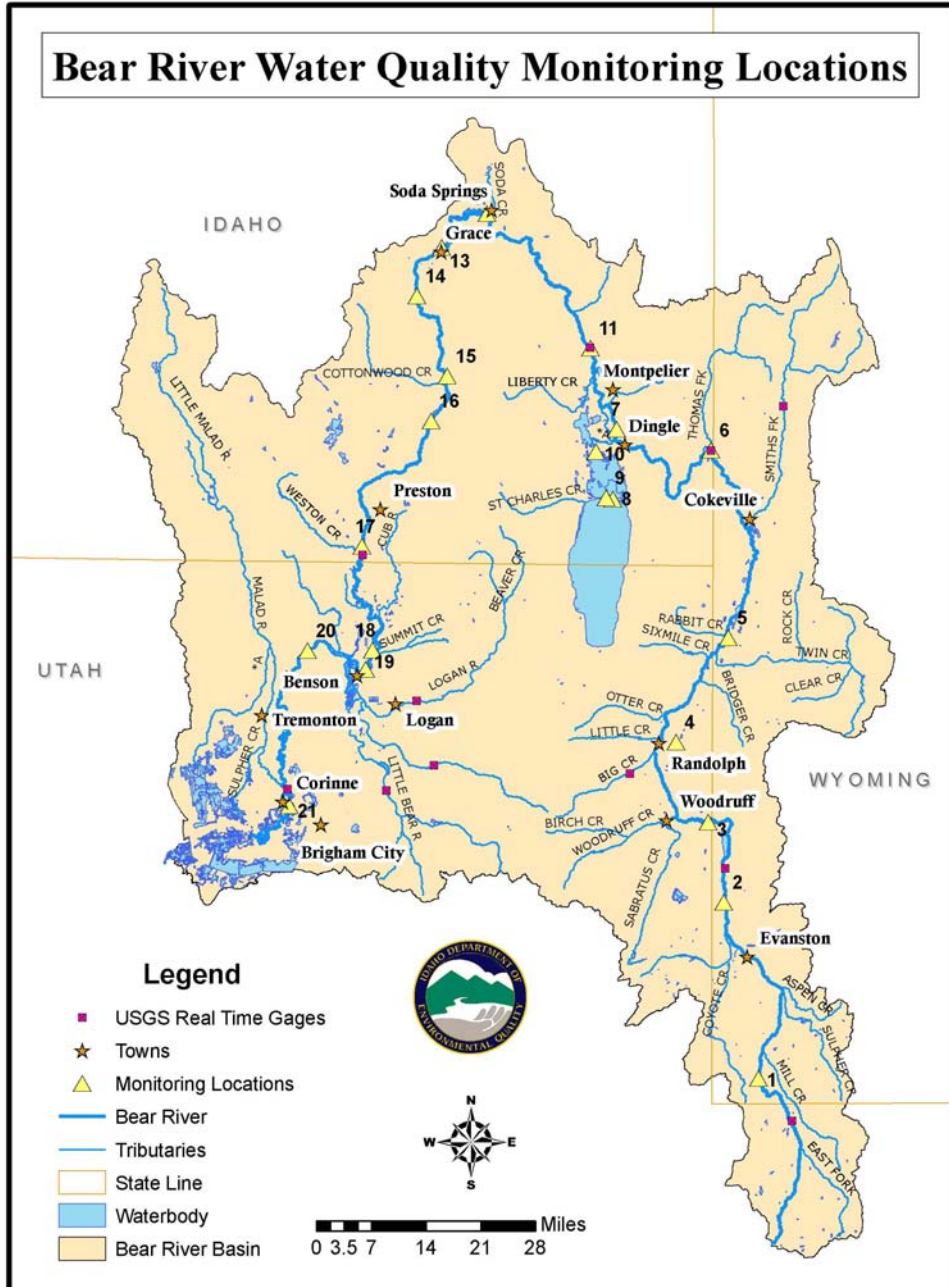 Bear River Water Quality Monitoring Locations
IDAHO
SODA CR
Soda Springs
Grace
13
14
11
15
COTTONWOOD CR
LIBERTY CR
Montpelier
THOMAS FK
SMITHS FK
LITTLE MALAD R
16
7
Dingle
6
*A
10
9
8
ST CHARLES CR
Cokeville
WESTON CR
Preston
CUB R
17
BEAVER CR
MALAD R
ROCK CR
20
18
SUMMIT CR
5
RABBIT CR
SIXMILE CR
TWIN CR
UTAH
*A
19
Benson
LOGAN R
CLEAR CR
BRIDGER CR
OTTER CR
Logan
Tremonton
LITTLE CR
4
Randolph
SULPHER CR
BIG CR
WYOMING
Corinne
LITTLE BEAR R
21
Woodruff
BIRCH CR
WOODRUFF CR
3
Brigham City
SABRATUS CR
2
Evanston
COYOTE CR
ASPEN CR
SULPHER CR
MILL CR
1
EAST FORK
IDAHO DEPARTMENT OF
ENVIRONMENTAL QUALITY
Legend
USGS Real Time Gages
Towns
Monitoring Locations
Bear River
Tributaries
State Line
Waterbody
Bear River Basin
N
W E
S
Miles
0 3.5 7 14 21 28